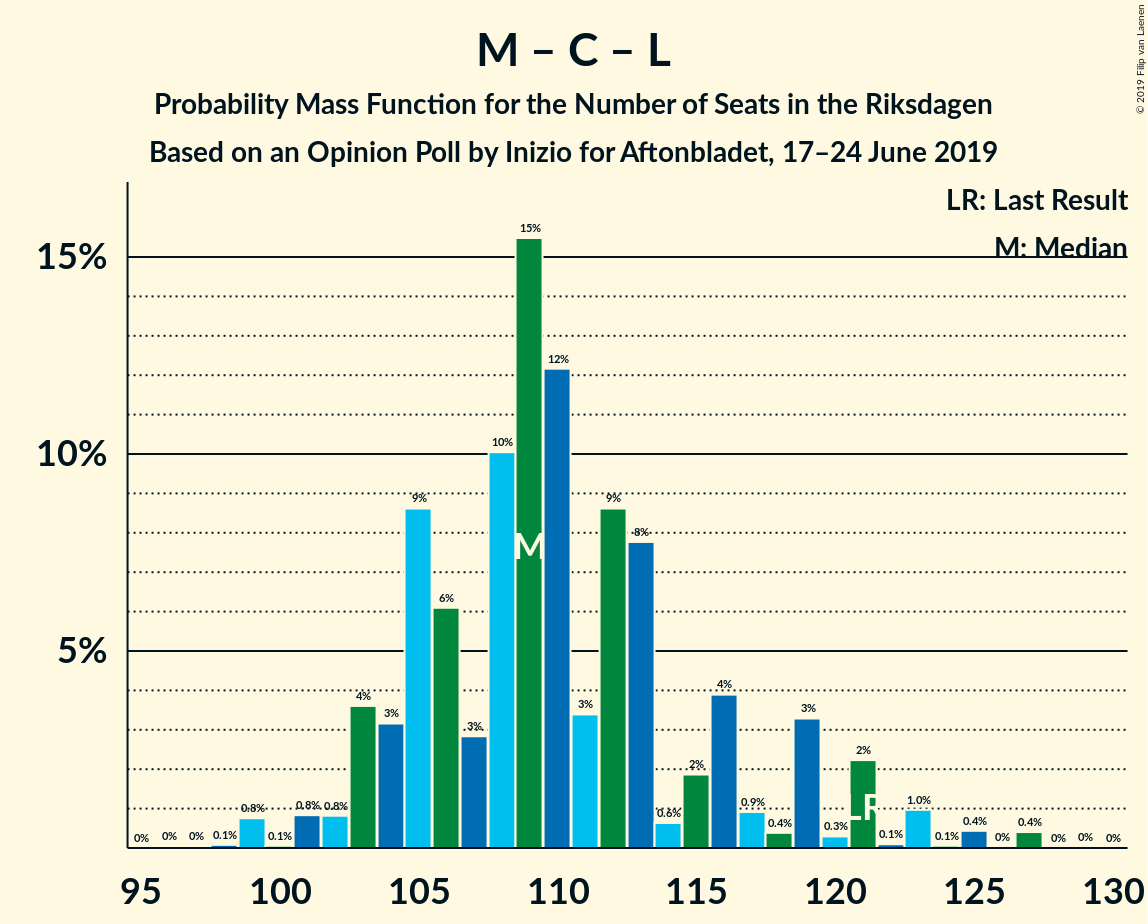 M – C – L
Probability Mass Function for the Number of Seats in the Riksdagen
Based on an Opinion Poll by Inizio for Aftonbladet, 17–24 June 2019
© 2019 Filip van Laenen
LR: Last Result
M: Median
15%
10%
5%
0% 0% 0% 0.1% 0.8% 0.1% 0.8% 0.8% 4% 3% 9% 6% 3% 10% 15% 12% 3% 9% 8% 0.6% 2% 4% 0.9% 0.4% 3% 0.3% 2% 0.1% 1.0% 0.1% 0.4% 0% 0.4% 0% 0% 0%
M
LR
95 100 105 110 115 120 125 130